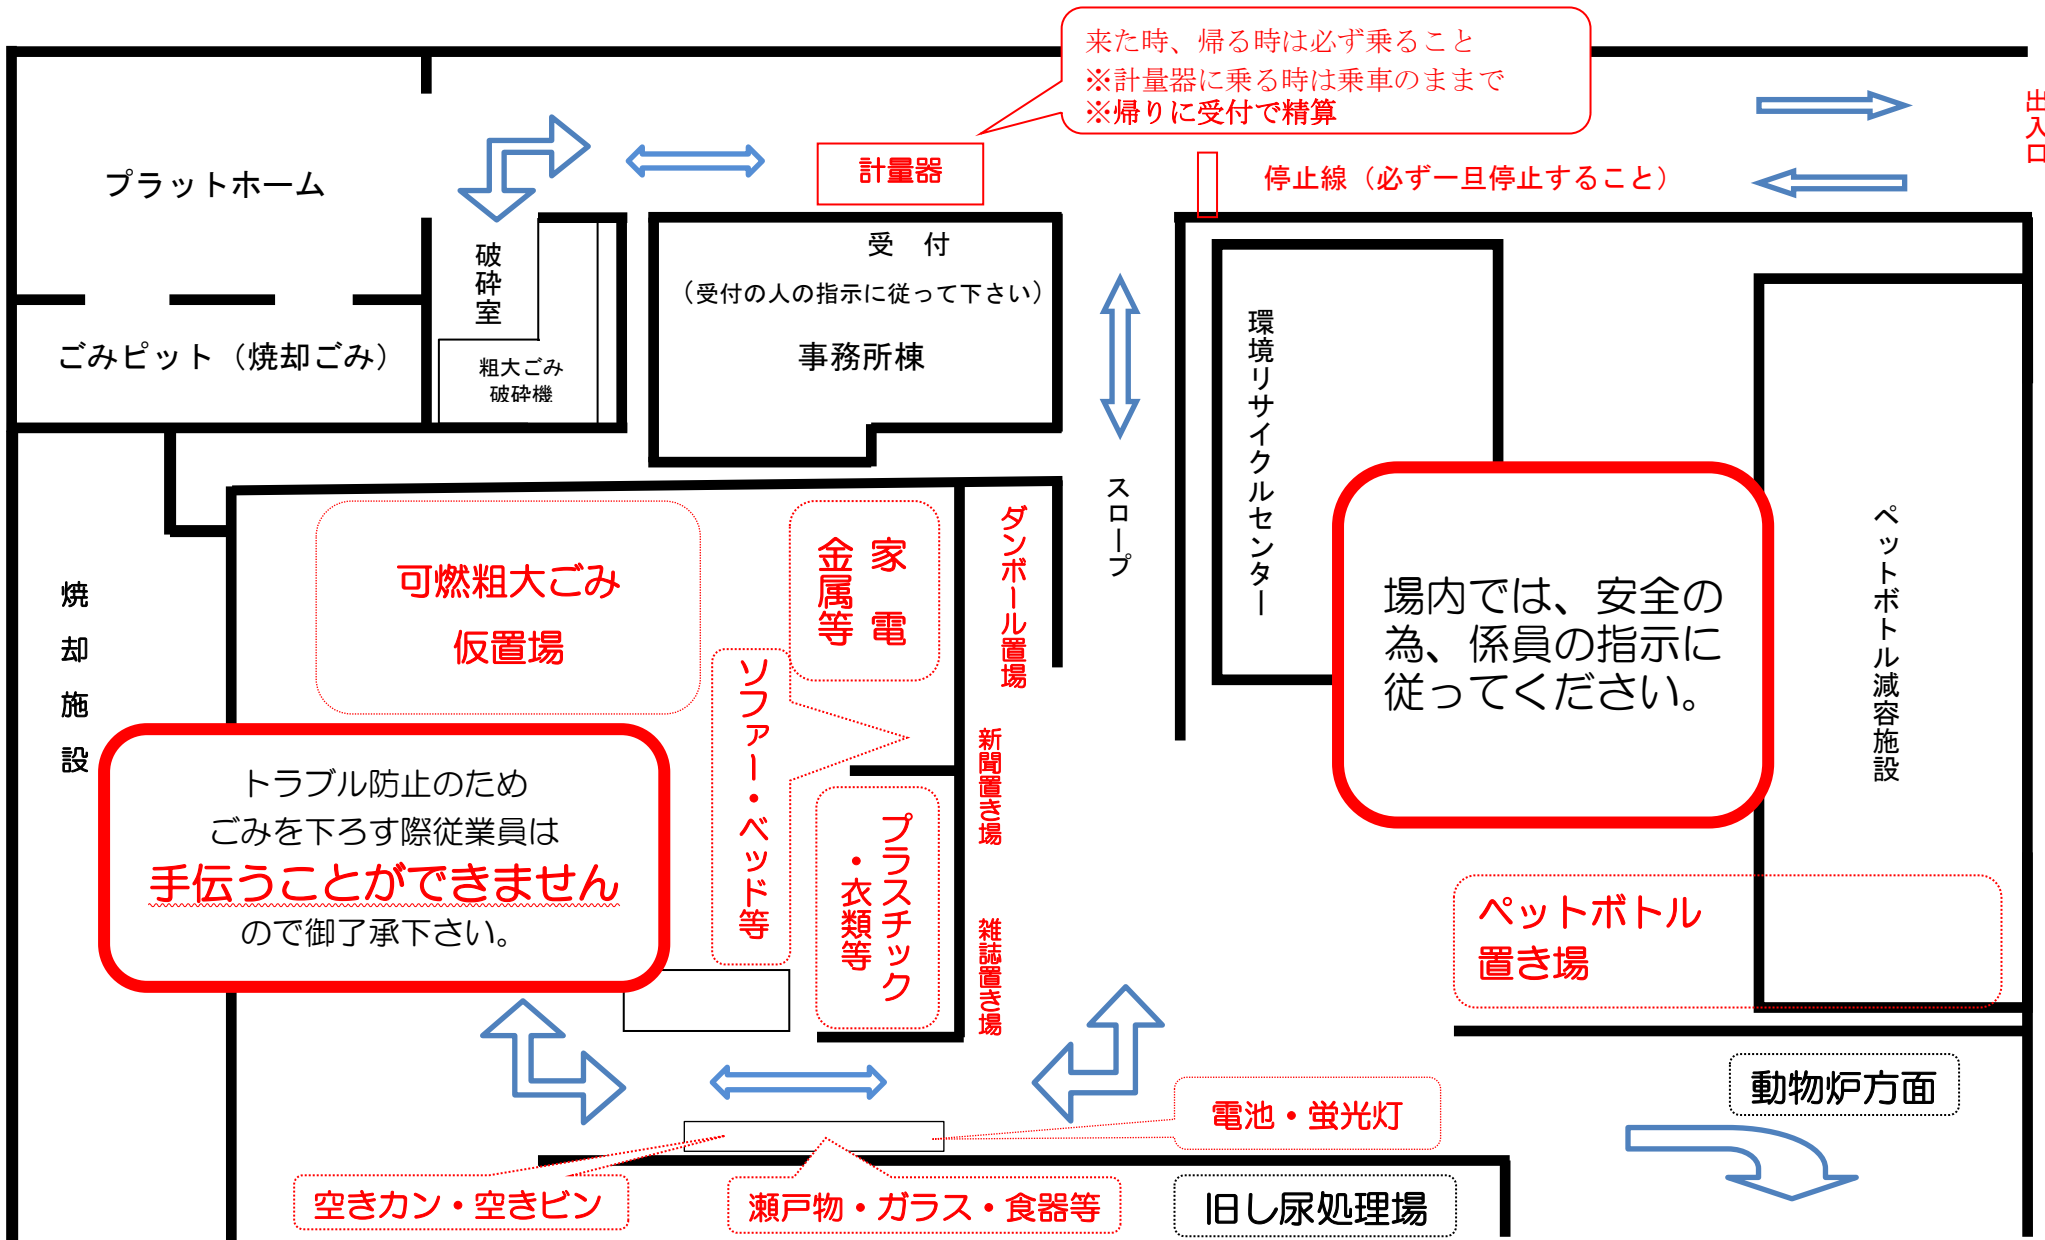 来た時、帰る時は必ず乗ること
※計量器に乗る時は乗車のままで
※帰りに受付で精算
出入口
計量器
停止線（必ず一旦停止すること）
プラットホーム
破砕室
受　付
（受付の人の指示に従って下さい）
事務所棟
ごみピット（焼却ごみ）
粗大ごみ
破砕機
スロープ
環境リサイクルセンター
ペットボトル減容施設
焼却施設
可燃粗大ごみ
仮置場
家電
金属等
ダンボール置場
ソファー・ベッド等
新聞置き場
プラスチック
・衣類等
雑誌置き場
場内では、安全の
為、係員の指示に
従ってください。
トラブル防止のため
ごみを下ろす際従業員は
手伝うことができません
ので御了承下さい。
ペットボトル
置き場
動物炉方面
電池・蛍光灯
空きカン・空きビン
瀬戸物・ガラス・食器等
旧し尿処理場